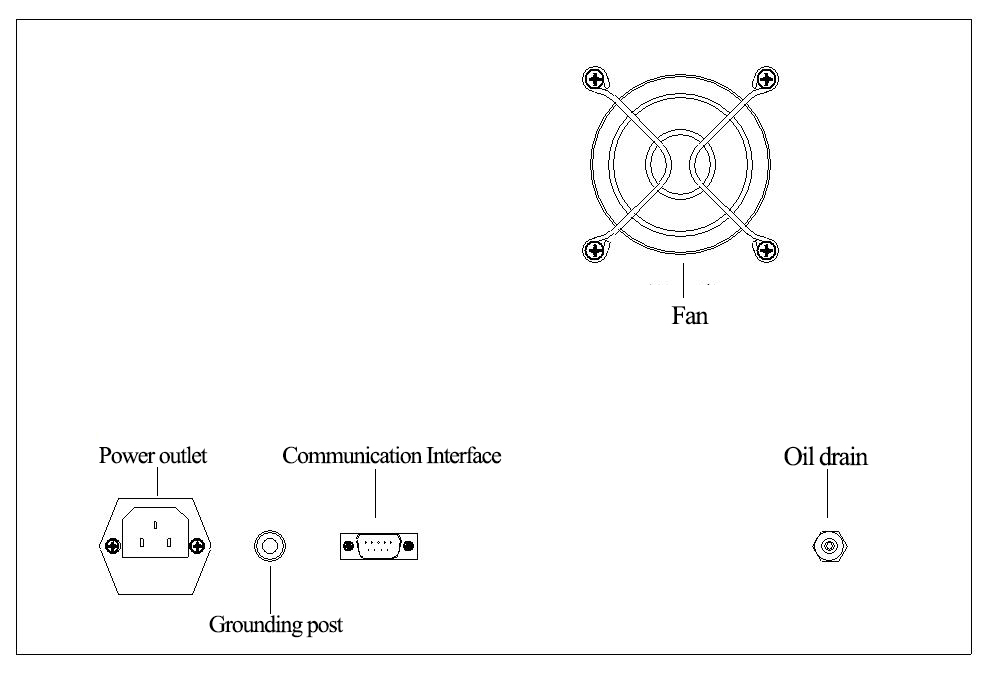 Fan
Power outlet
Communication Interface
Oil drain
Grounding post